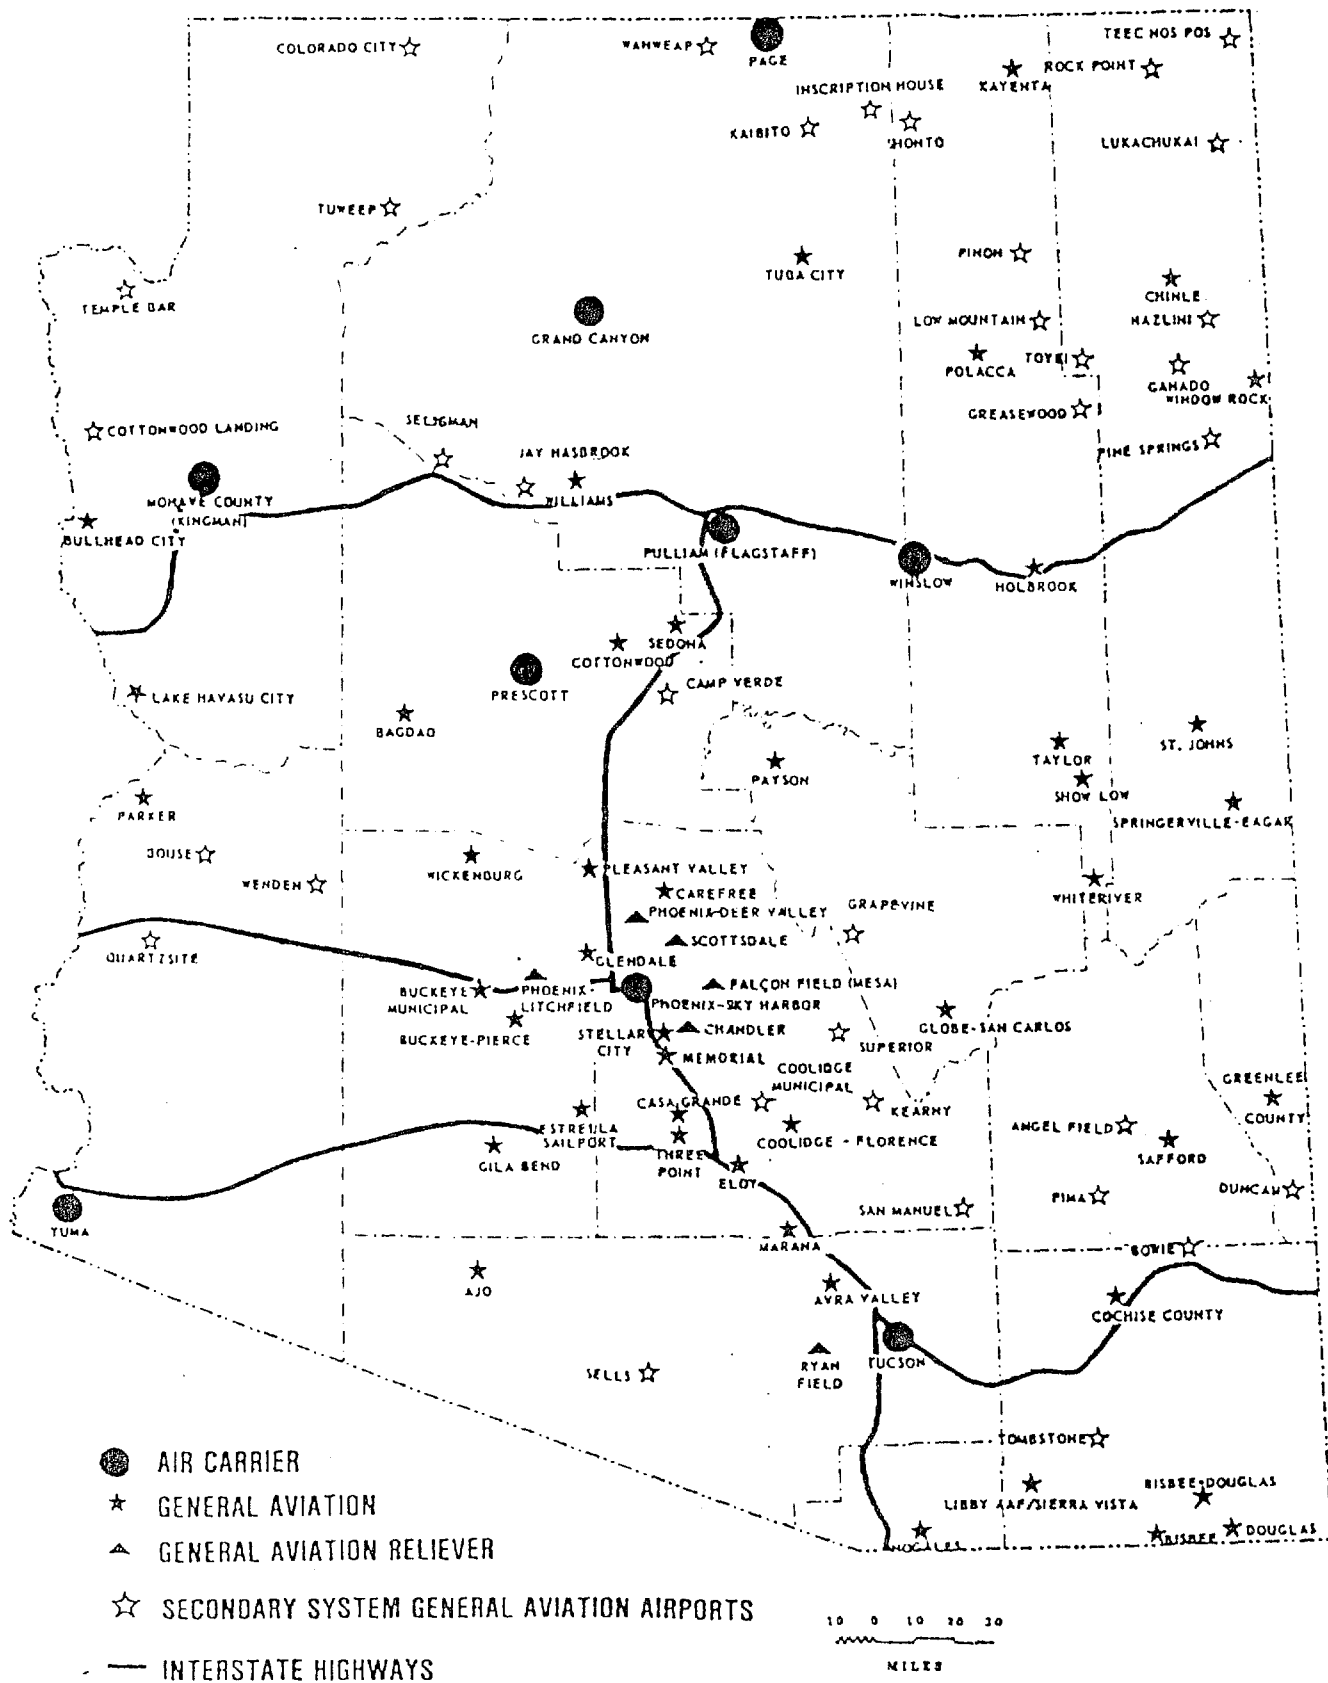 COLORADO CITY
WAHWEAP
PAGE
TEEC NOS POS
ROCK POINT
KAYENTA
INSCRIPTION HOUSE
KAIBITO
SHONTO
LUKACHUKAI
TUWEEP
TUBA CITY
PINON
CHINLE
TEMPLE BAR
GRAND CANYON
LOW MOUNTAIN
NAZLINI
POLACCA
TOYEI
GANADO
WINDOW ROCK
GREASEWOOD
COTTONWOOD LANDING
SELIGMAN
JAY HASBROOK
PINE SPRINGS
MOHAVE COUNTY
(KINGMAN)
WILLIAMS
BULLHEAD CITY
PULLIAM (FLAGSTAFF)
WINSLOW
HOLBROOK
SEDONA
COTTONWOOD
PRESCOTT
CAMP VERDE
LAKE HAVASU CITY
BAGDAD
TAYLOR
ST. JOHNS
PAYSON
SHOW LOW
PARKER
SPRINGERVILLE-EAGAR
BOUSE
WENDEN
WICKENBURG
PLEASANT VALLEY
CAREFREE
WHITERIVER
PHOENIX-DEER VALLEY
GRAPEVINE
SCOTTSDALE
QUARTZSITE
GLENDALE
BUCKEYE
MUNICIPAL
PHOENIX-
LITCHFIELD
FALCON FIELD (MESA)
PHOENIX-SKY HARBOR
BUCKEYE-PIERCE
STELLAR
CITY
CHANDLER
GLOBE-SAN CARLOS
SUPERIOR
MEMORIAL
COOLIDGE
MUNICIPAL
GREENLEE
COUNTY
CASA GRANDE
KEARNY
ESTRELLA
SAILPORT
COOLIDGE - FLORENCE
ANGEL FIELD
SAFFORD
GILA BEND
THREE
POINT
ELOY
PIMA
DUNCAN
YUMA
SAN MANUEL
MARANA
BOWIE
AJO
AVRA VALLEY
COCHISE COUNTY
SELLS
RYAN
FIELD
TUCSON
TOMBSTONE
LIBBY AAF/SIERRA VISTA
BISBEE-DOUGLAS
NOGALES
BISBEE
DOUGLAS
AIR CARRIER
GENERAL AVIATION
GENERAL AVIATION RELIEVER
SECONDARY SYSTEM GENERAL AVIATION AIRPORTS
INTERSTATE HIGHWAYS
10 0 10 20 30
MILES